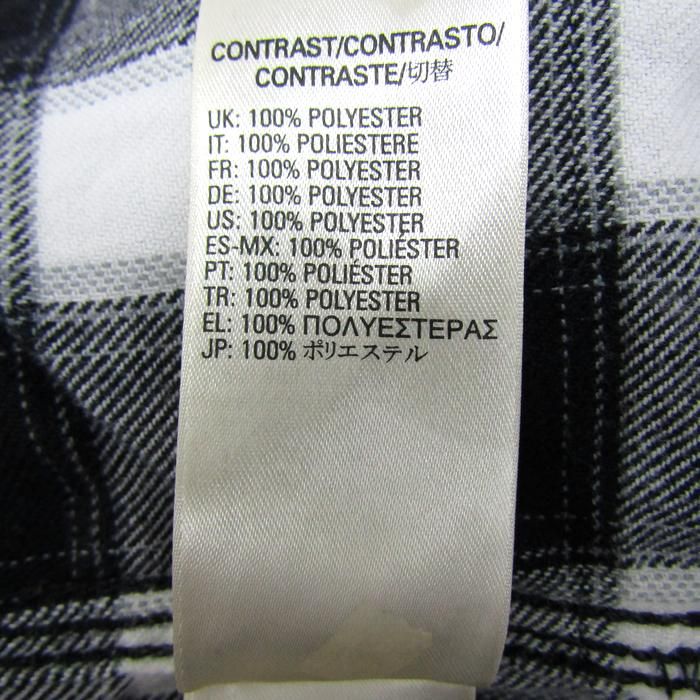 CONTRAST/CONTRASTO/
CONTRASTE/切替
UK: 100% POLYESTER
IT: 100% POLIESTERE
FR: 100% POLYESTER
DE: 100% POLYESTER
US: 100% POLYESTER
ES-MX: 100% POLIÉSTER
PT: 100% POLIÉSTER
TR: 100% POLYESTER
EL: 100% ΠΟΛΥΕΣΤΕΡΑΣ
JP: 100% ポリエステル